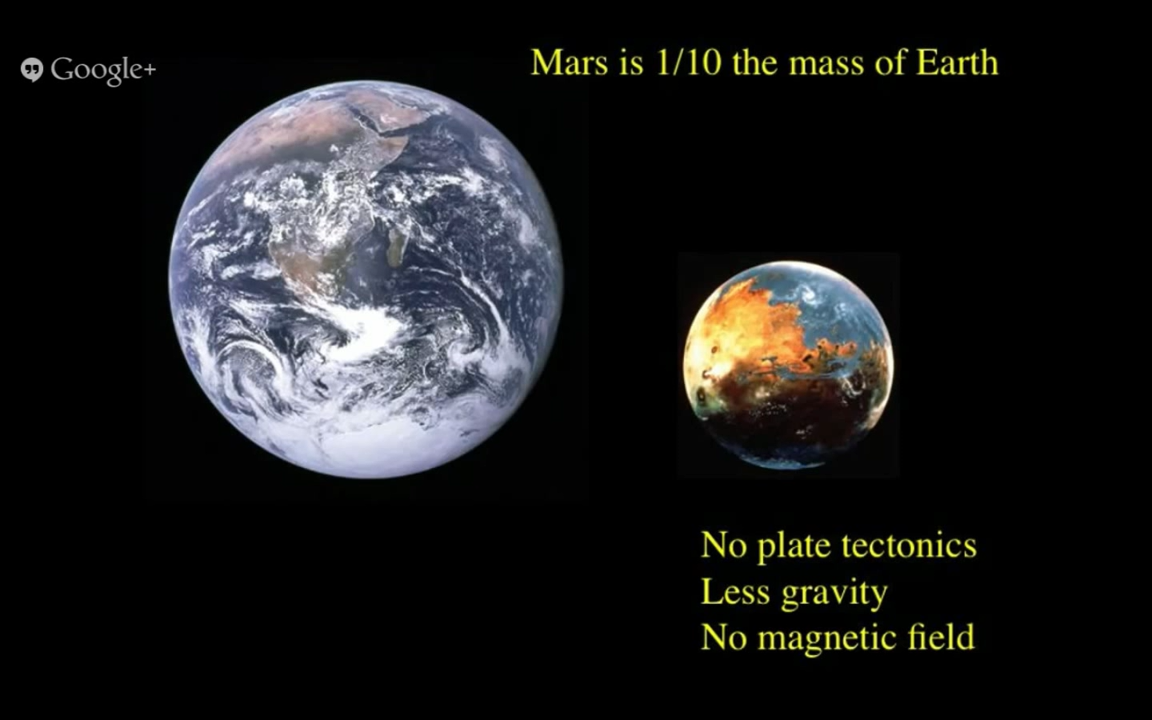 Google+
Mars is 1/10 the mass of Earth
No plate tectonics
Less gravity
No magnetic field